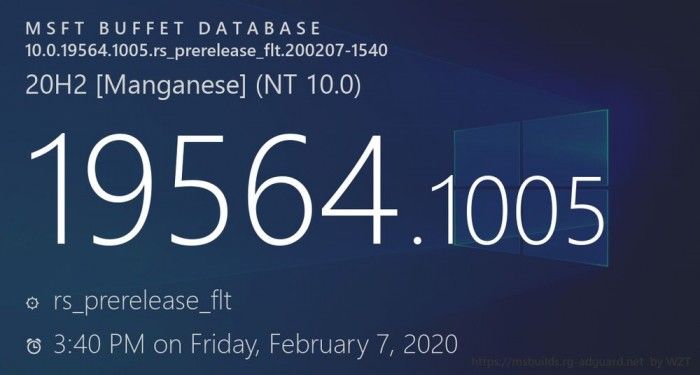 MSFT BUFFET DATABASE
10.0.19564.1005.rs_prerelease_flt.200207-1540
20H2 [Manganese] (NT 10.0)
19564.1005
rs_prerelease_flt
3:40 PM on Friday, February 7, 2020
https://msbuilds.rg-adguard.net by WZT